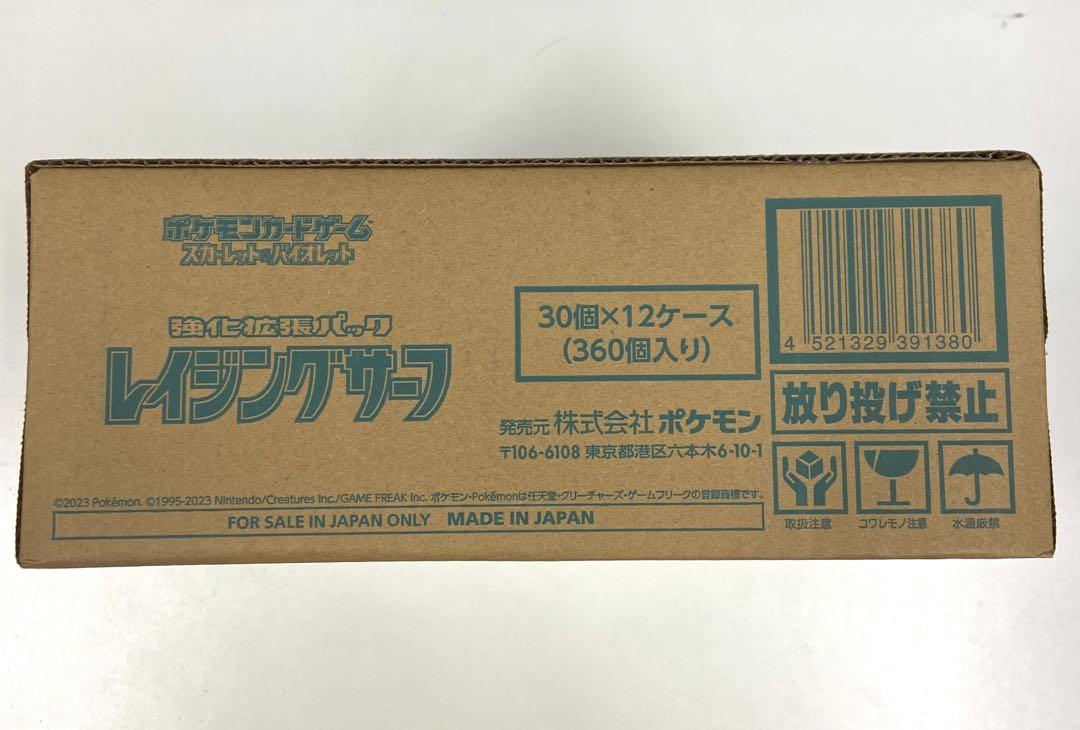 ポケモンカードゲーム
スカーレット&バイオレット
強化拡張パック
レイジングサーフ
30個×12ケース
(360個入り)
発売元 株式会社 ポケモン
〒106-6108 東京都港区六本木6-10-1
©2023 Pokémon. ©1995-2023 Nintendo/Creatures Inc./GAME FREAK Inc. ポケモン・Pokémonは任天堂・クリーチャーズ・ゲームフリークの登録商標です。
FOR SALE IN JAPAN ONLY MADE IN JAPAN
4 521329 391380
放り投げ禁止
取扱注意
コワレモノ注意
水濡厳禁